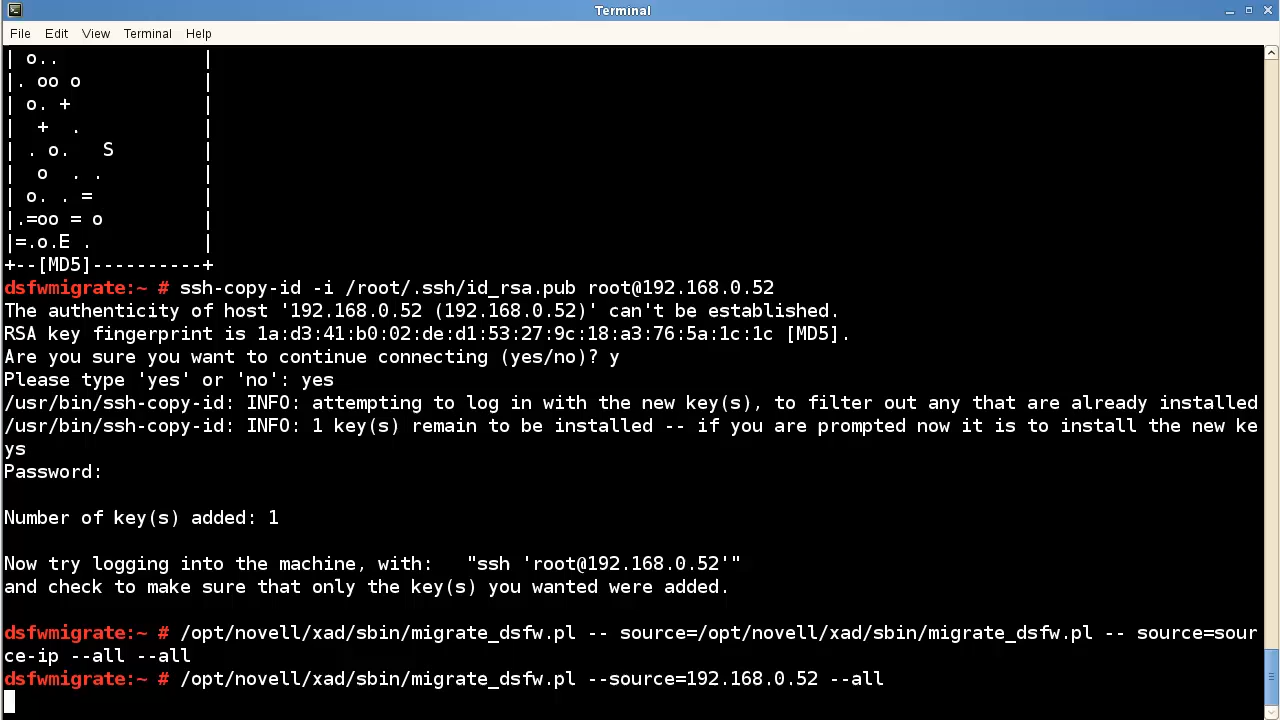 Terminal
File Edit View Terminal Help
| o..             |
|. oo o           |
| o. +            |
|  +  .           |
| . o.   S        |
|  o  . .         |
| o. . =          |
|.=oo = o         |
|=.o.E .          |
+--[MD5]----------+
dsfwmigrate:~ # ssh-copy-id -i /root/.ssh/id_rsa.pub root@192.168.0.52
The authenticity of host '192.168.0.52 (192.168.0.52)' can't be established.
RSA key fingerprint is 1a:d3:41:b0:02:de:d1:53:27:9c:18:a3:76:5a:1c:1c [MD5].
Are you sure you want to continue connecting (yes/no)? y
Please type 'yes' or 'no': yes
/usr/bin/ssh-copy-id: INFO: attempting to log in with the new key(s), to filter out any that are already installed
/usr/bin/ssh-copy-id: INFO: 1 key(s) remain to be installed -- if you are prompted now it is to install the new ke
ys
Password:
Number of key(s) added: 1
Now try logging into the machine, with:   "ssh 'root@192.168.0.52'"
and check to make sure that only the key(s) you wanted were added.
dsfwmigrate:~ # /opt/novell/xad/sbin/migrate_dsfw.pl -- source=/opt/novell/xad/sbin/migrate_dsfw.pl -- source=sour
ce-ip --all --all
dsfwmigrate:~ # /opt/novell/xad/sbin/migrate_dsfw.pl --source=192.168.0.52 --all